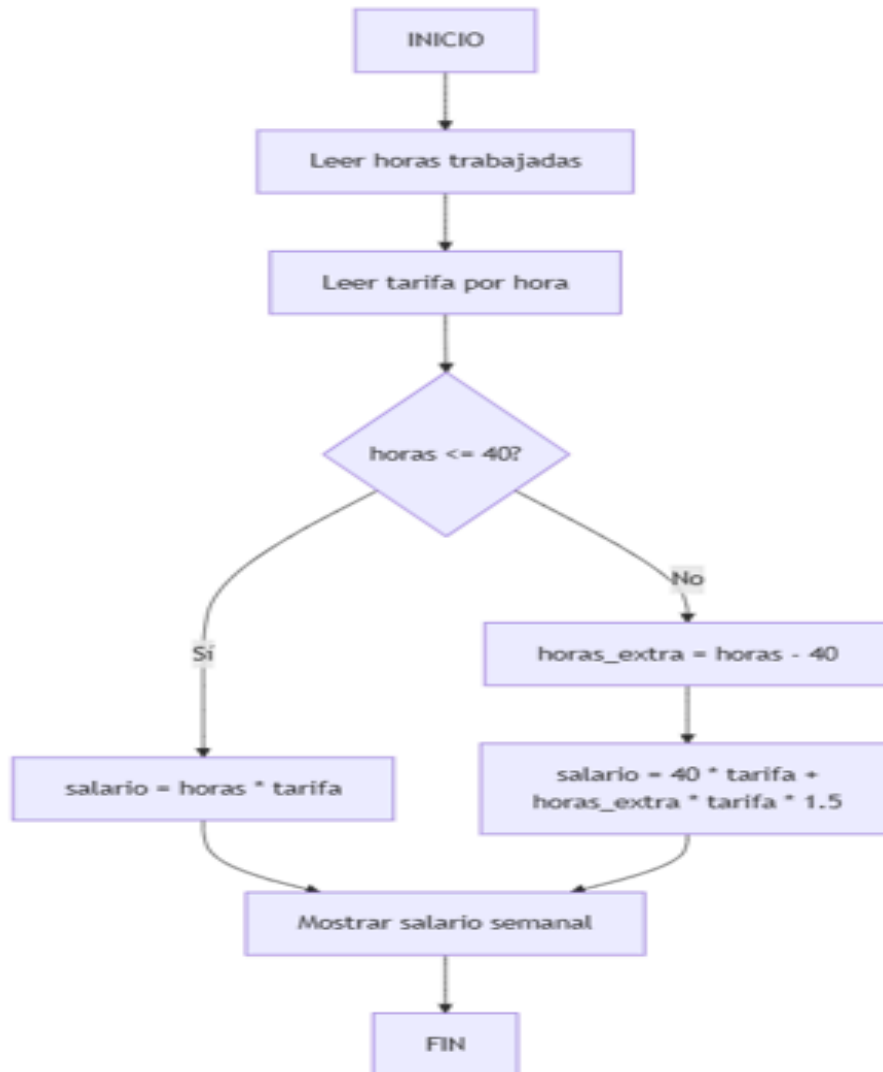 INICIO
Leer horas trabajadas
Leer tarifa por hora
horas <= 40?
No
Sí
horas_extra = horas - 40
salario = horas * tarifa
salario = 40 * tarifa +
horas_extra * tarifa * 1.5
Mostrar salario semanal
FIN